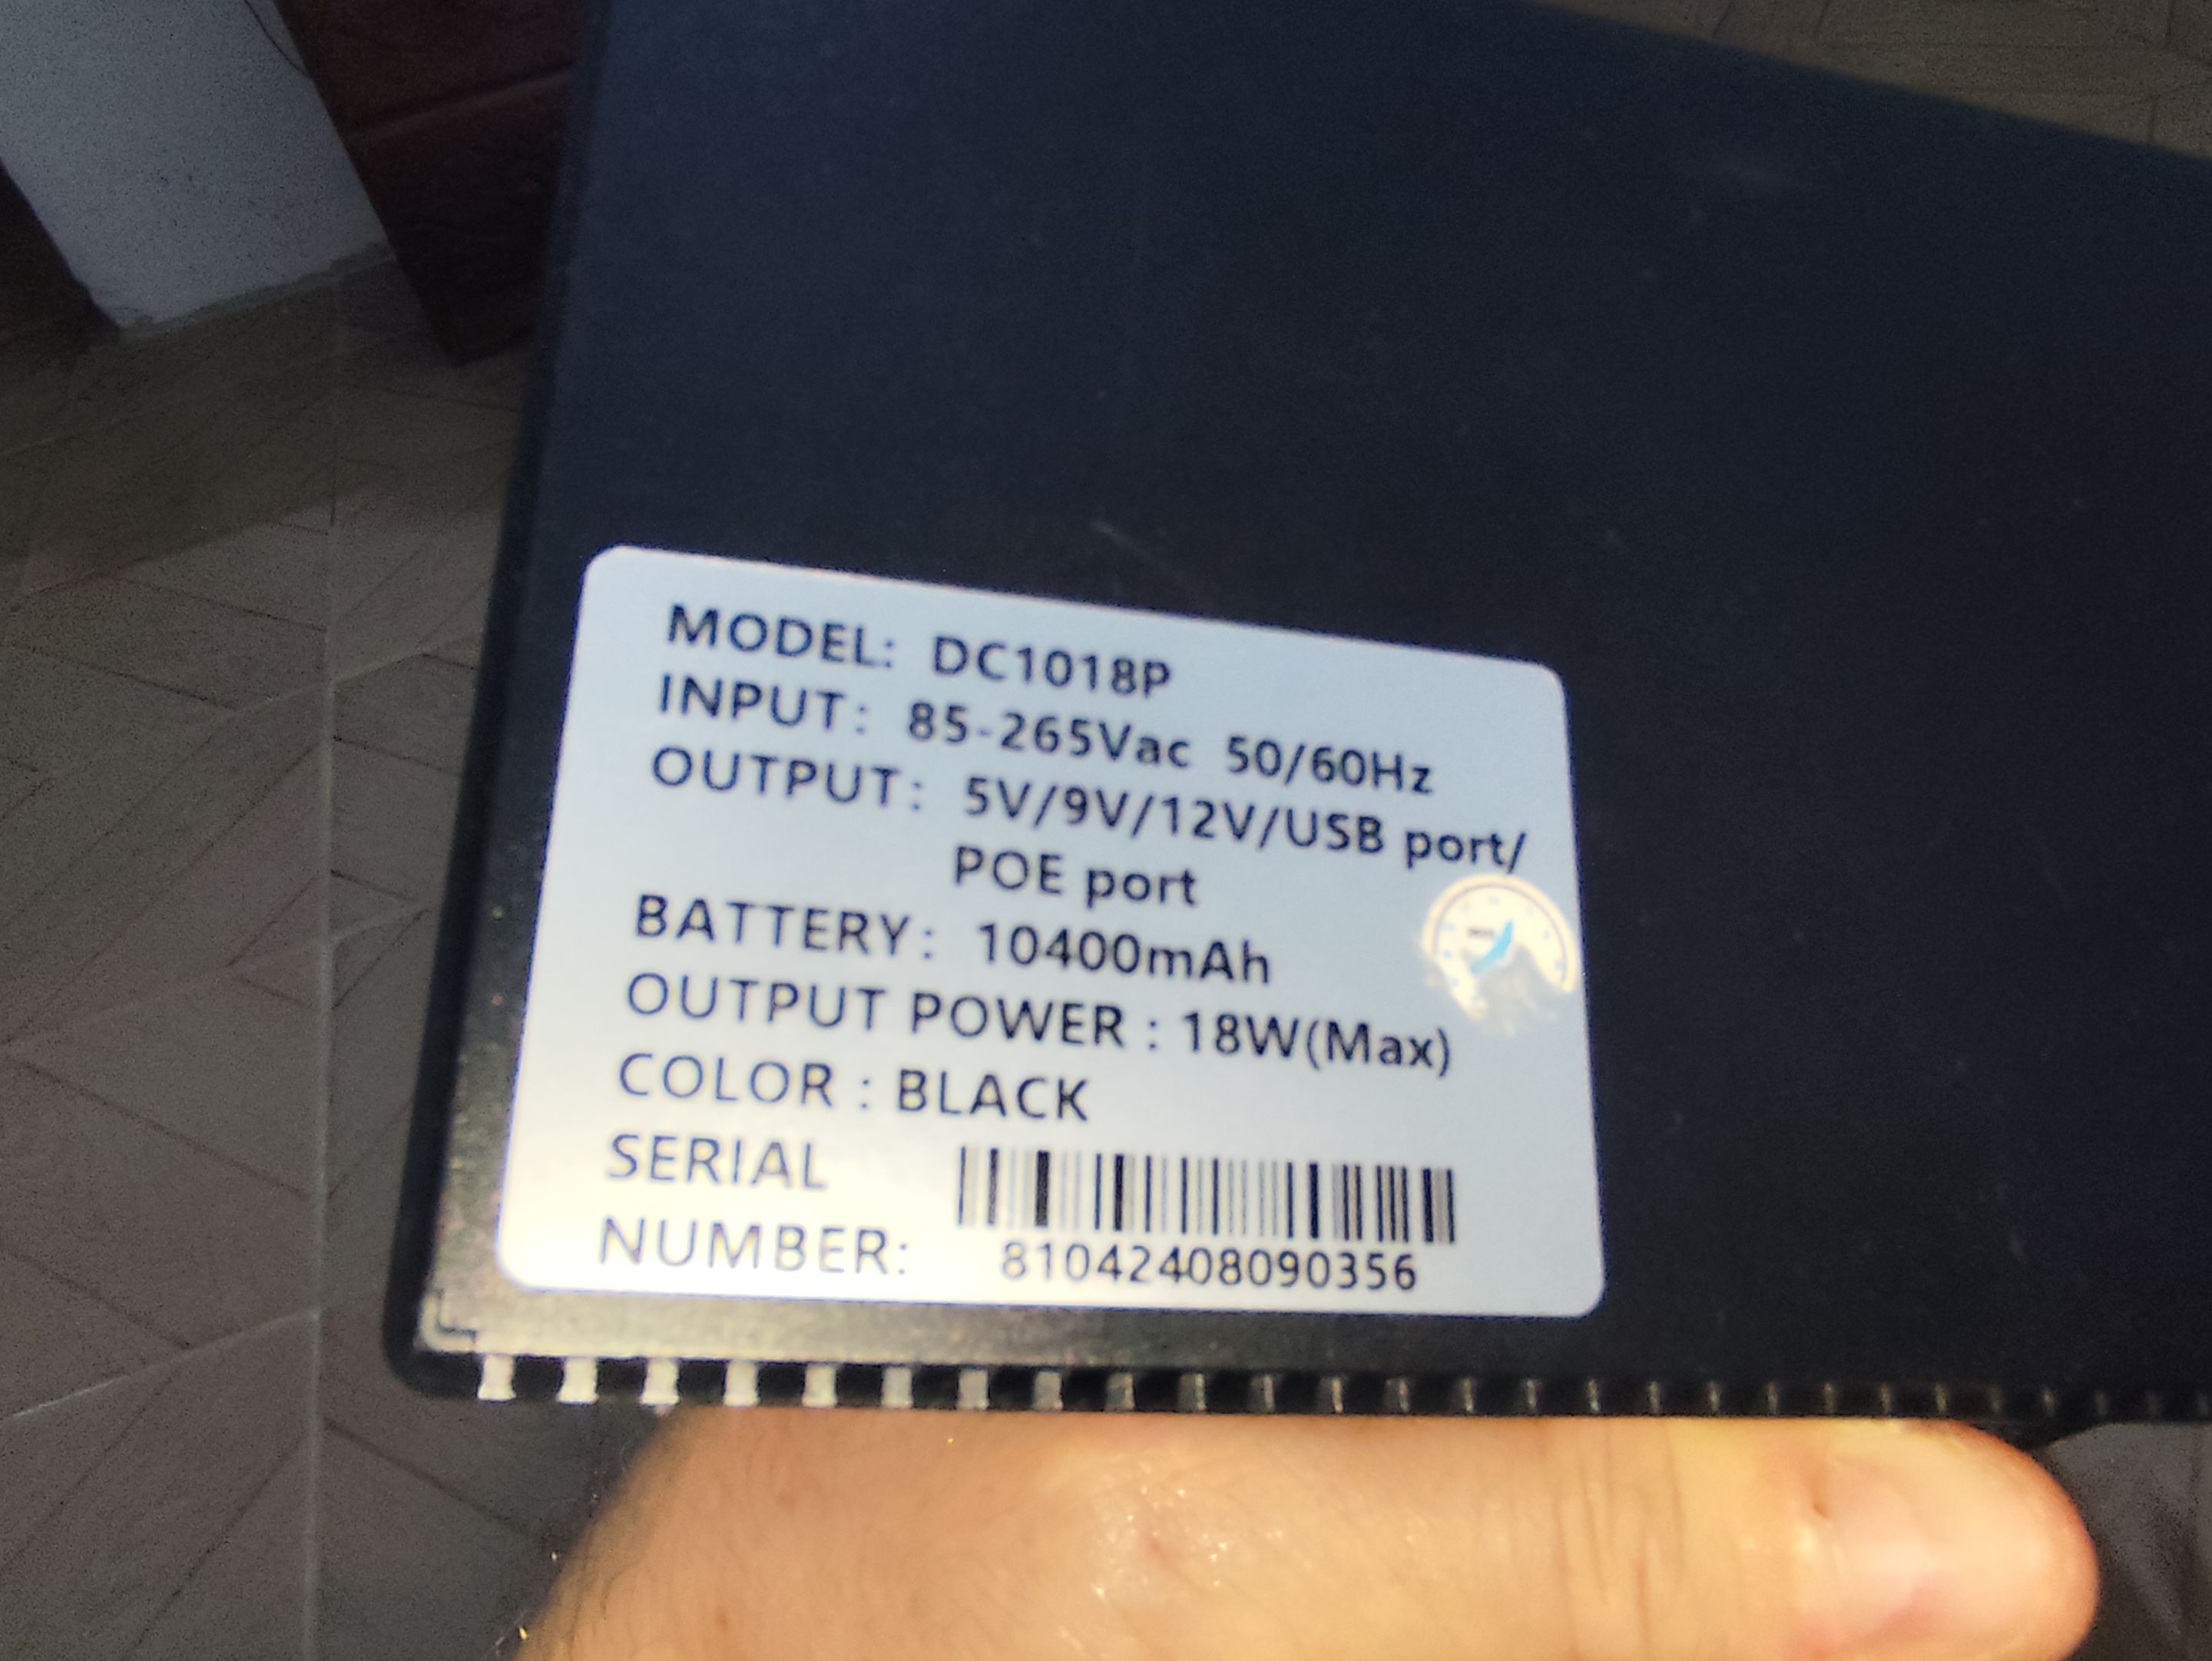 MODEL: DC1018P
INPUT: 85-265Vac 50/60Hz
OUTPUT: 5V/9V/12V/USB port/
POE port
BATTERY: 10400mAh
OUTPUT POWER : 18W(Max)
COLOR : BLACK
SERIAL
NUMBER:
81042408090356